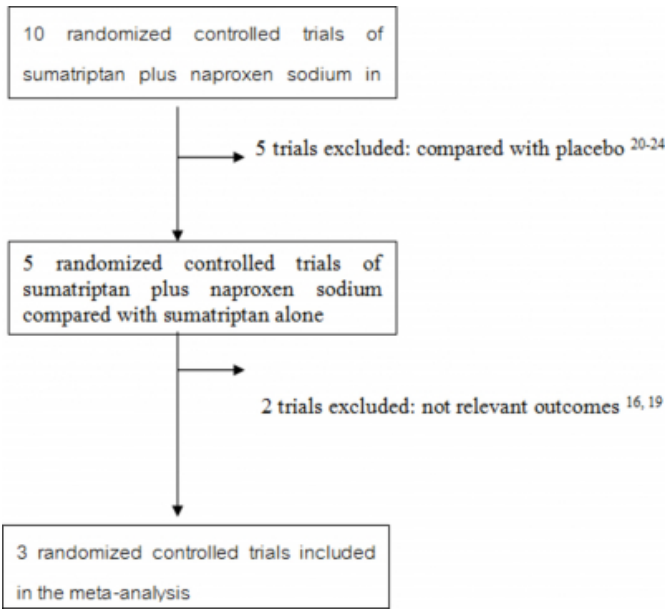 10 randomized controlled trials of
sumatriptan plus naproxen sodium in
5 trials excluded: compared with placebo 20-24
5 randomized controlled trials of
sumatriptan plus naproxen sodium
compared with sumatriptan alone
2 trials excluded: not relevant outcomes 16, 19
3 randomized controlled trials included
in the meta-analysis